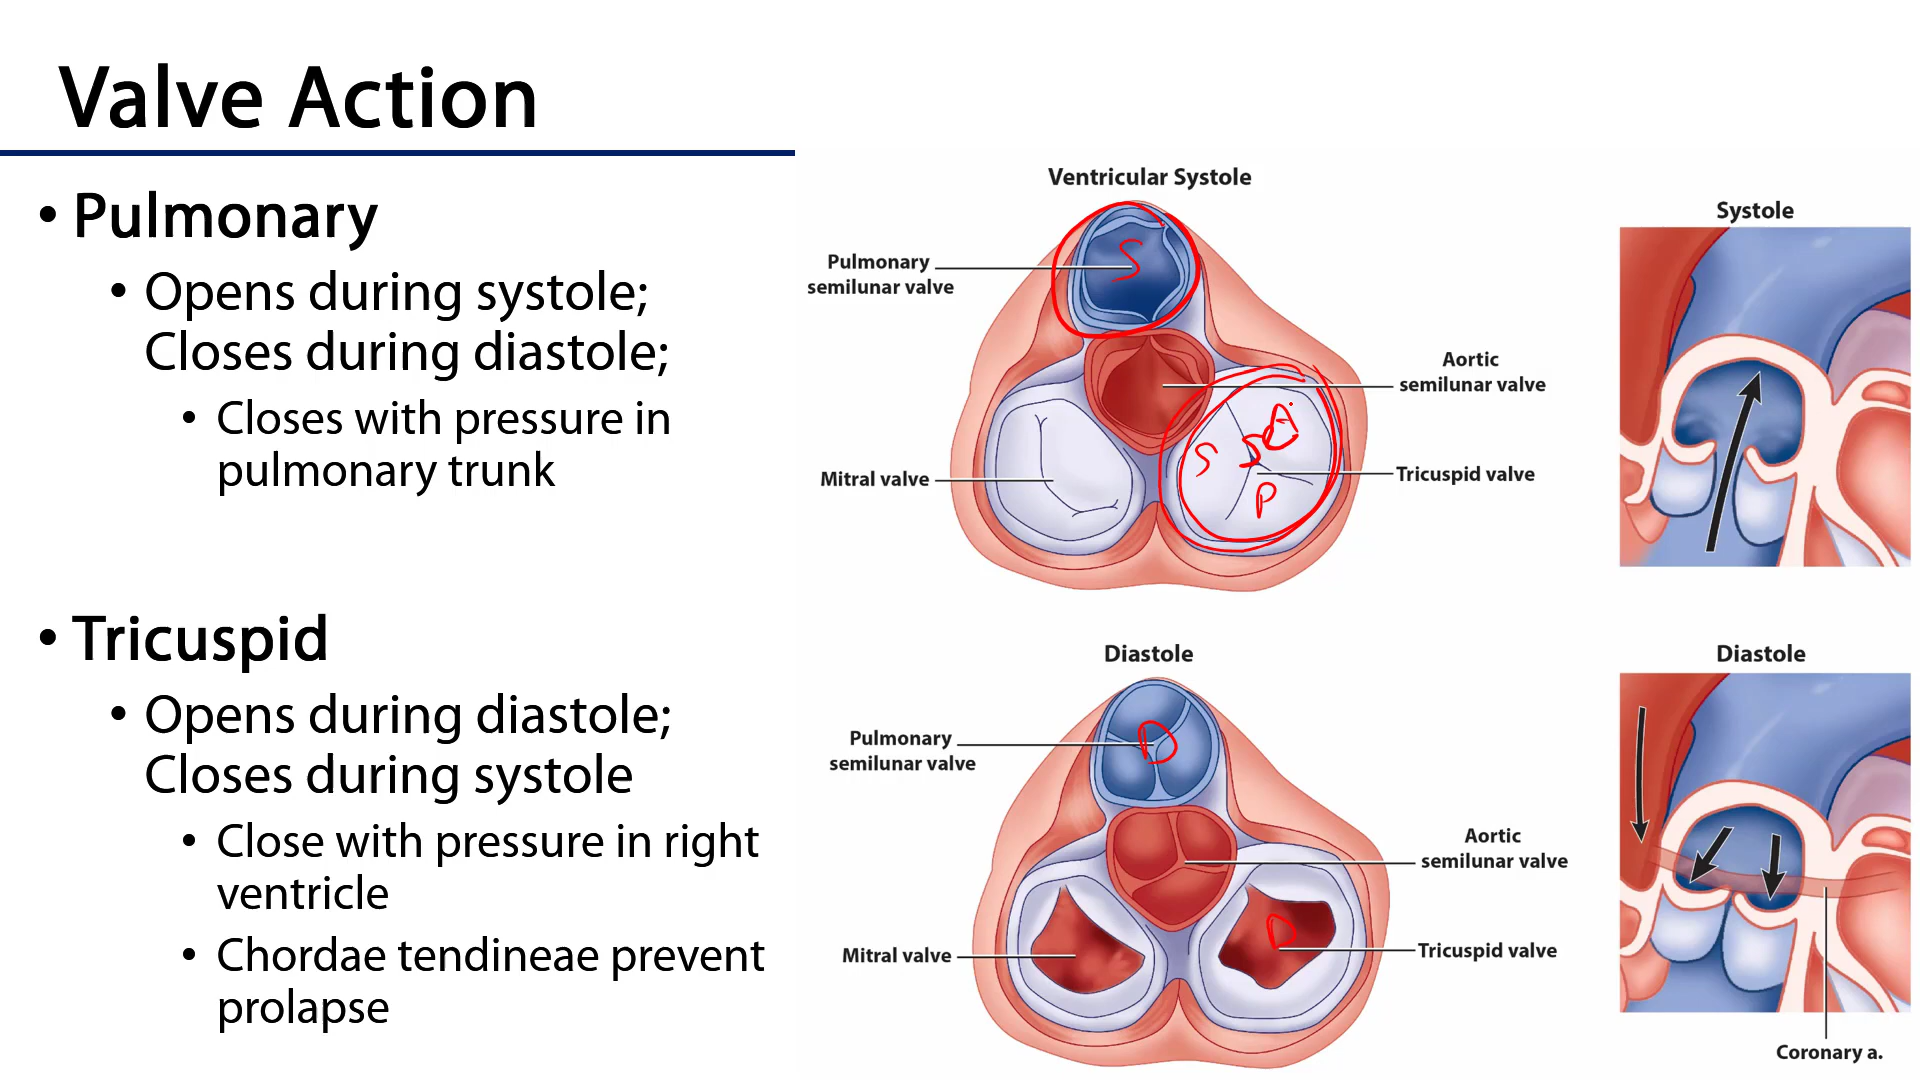 Valve Action
• Pulmonary
• Opens during systole;
Closes during diastole;
• Closes with pressure in
pulmonary trunk
• Tricuspid
• Opens during diastole;
Closes during systole
• Close with pressure in right
ventricle
• Chordae tendineae prevent
prolapse
Ventricular Systole
Pulmonary
semilunar valve
S
Aortic
semilunar valve
Mitral valve
Tricuspid valve
S
S
A
P
Systole
Diastole
Pulmonary
semilunar valve
D
Aortic
semilunar valve
Mitral valve
Tricuspid valve
D
Diastole
Coronary a.